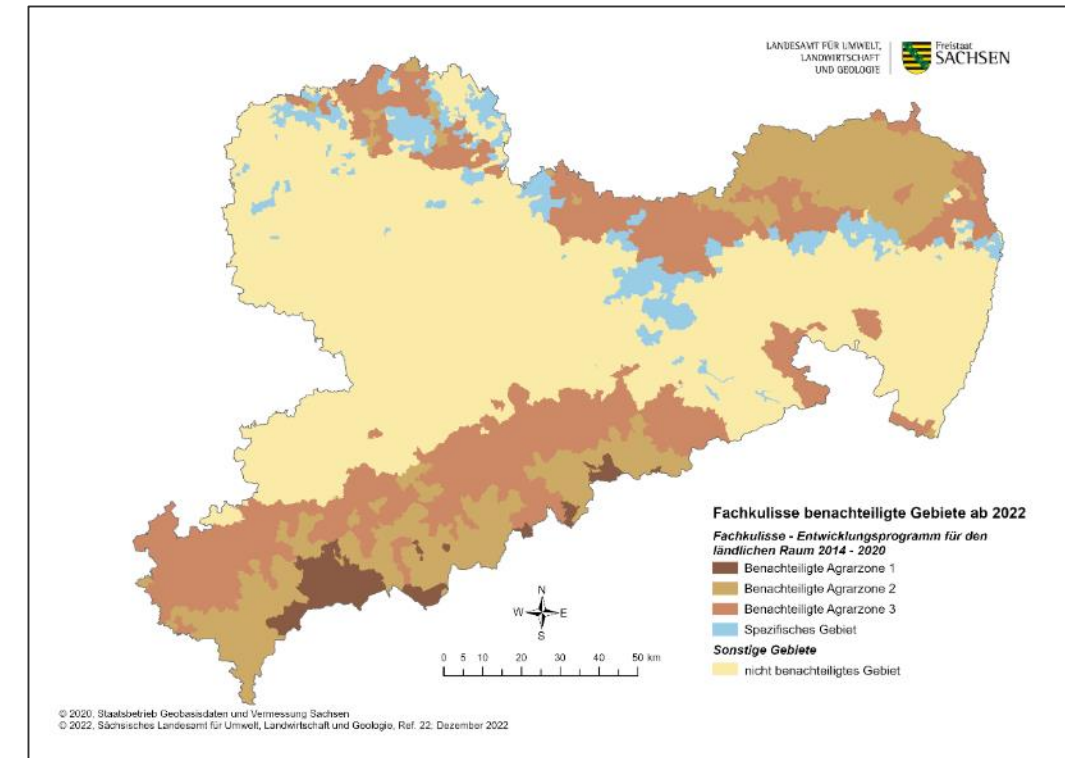 LANDESAMT FÜR UMWELT,
LANDWIRTSCHAFT
UND GEOLOGIE
Freistaat
SACHSEN
Fachkulisse benachteiligte Gebiete ab 2022
Fachkulisse - Entwicklungsprogramm für den
ländlichen Raum 2014 - 2020
Benachteiligte Agrarzone 1
Benachteiligte Agrarzone 2
Benachteiligte Agrarzone 3
Spezifisches Gebiet
Sonstige Gebiete
nicht benachteiligtes Gebiet
N
W E
S
0 5 10 20 30 40 50 km
© 2020, Staatsbetrieb Geobasisdaten und Vermessung Sachsen
© 2022, Sächsisches Landesamt für Umwelt, Landwirtschaft und Geologie, Ref. 22; Dezember 2022